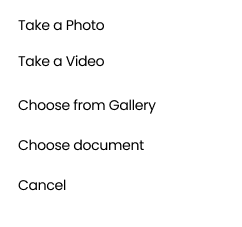 Take a Photo
Take a Video
Choose from Gallery
Choose document
Cancel